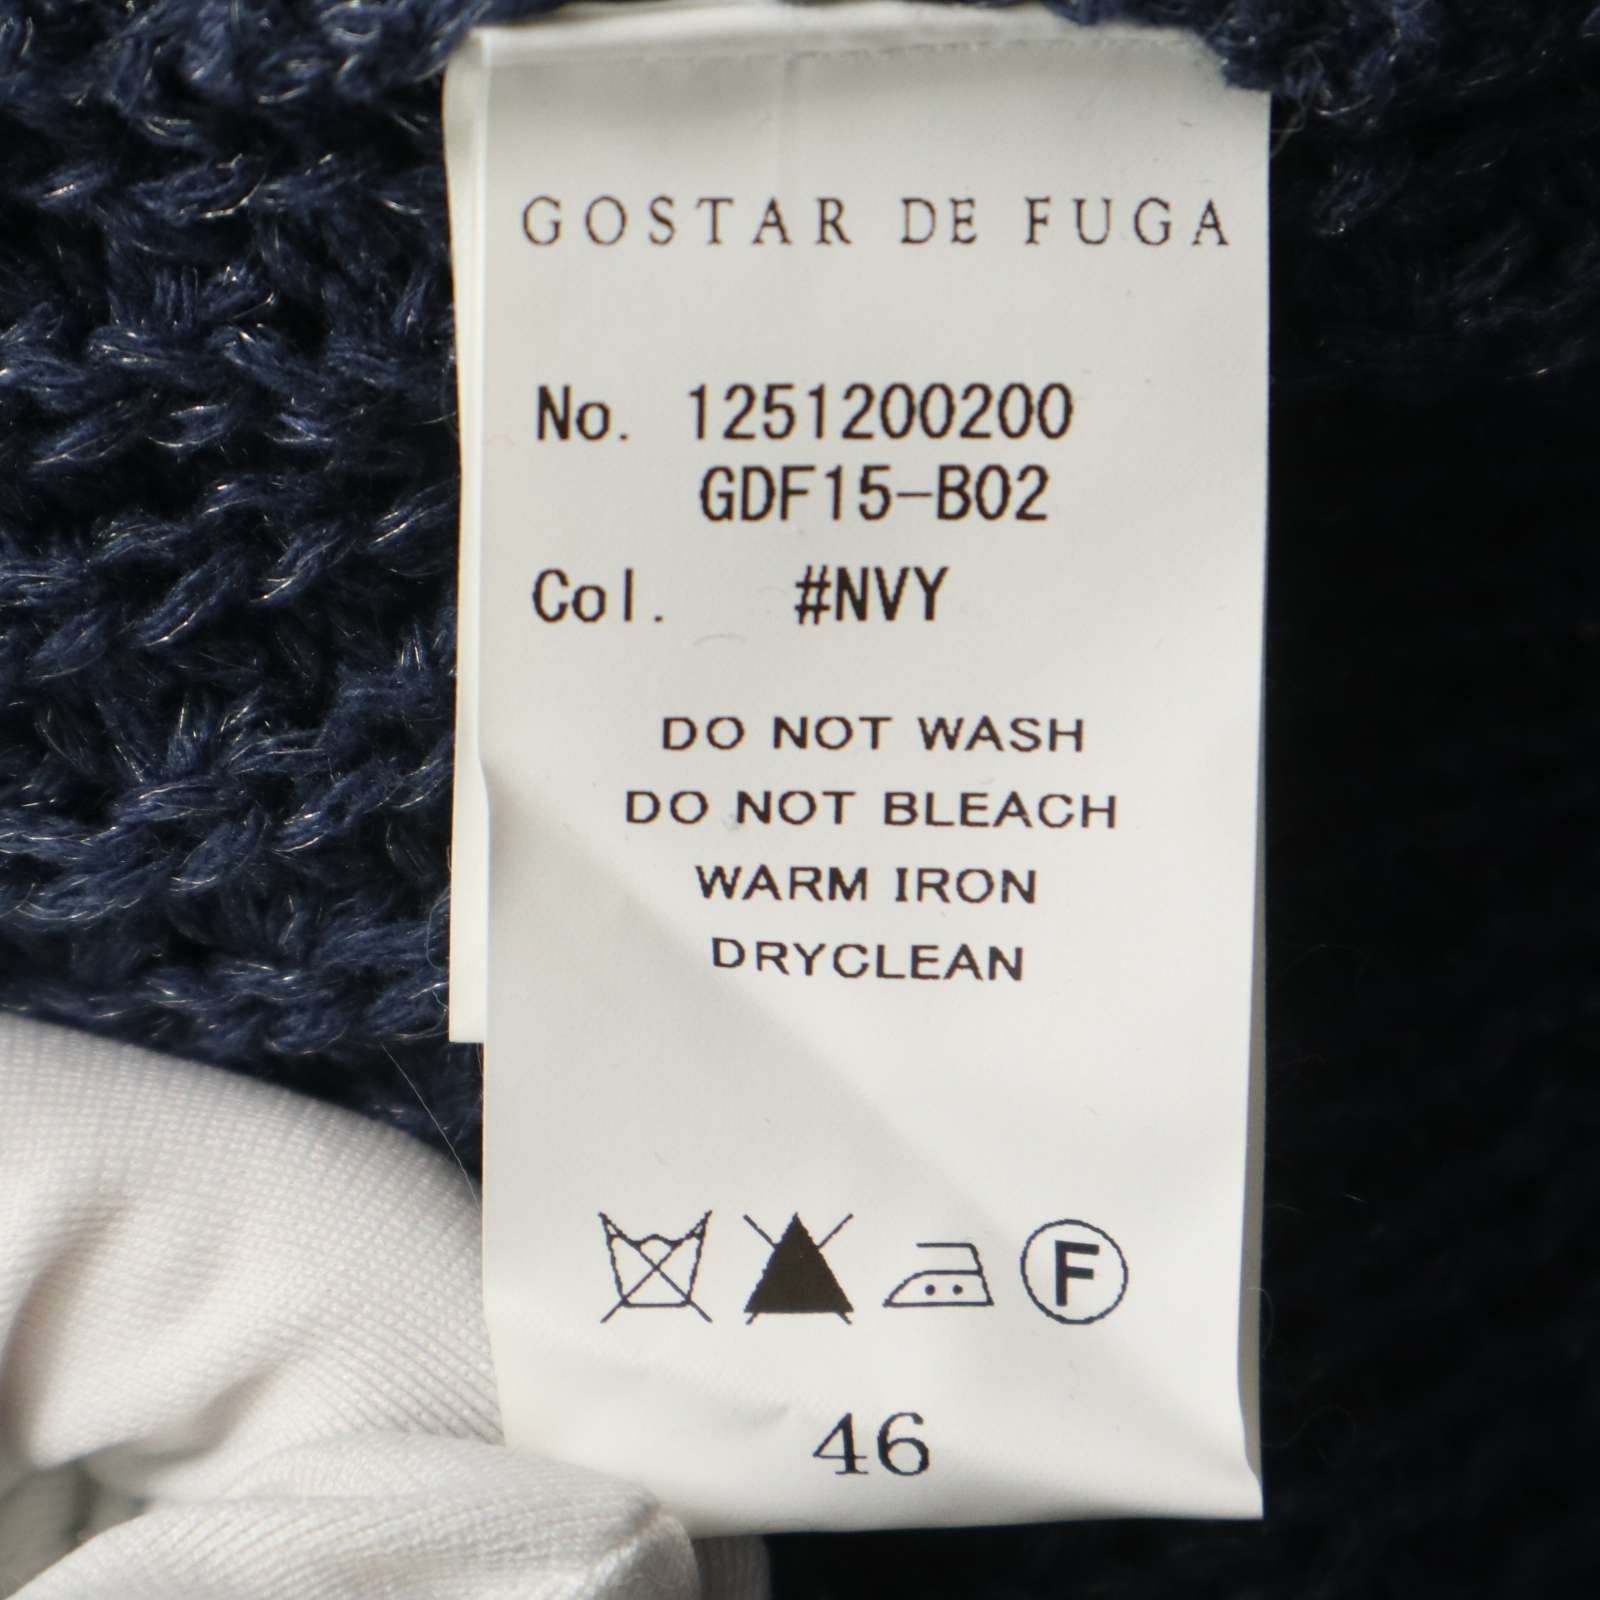 GOSTAR DE FUGA
No. 1251200200
GDF15-B02
Col. #NVY
DO NOT WASH
DO NOT BLEACH
WARM IRON
DRYCLEAN
F
46